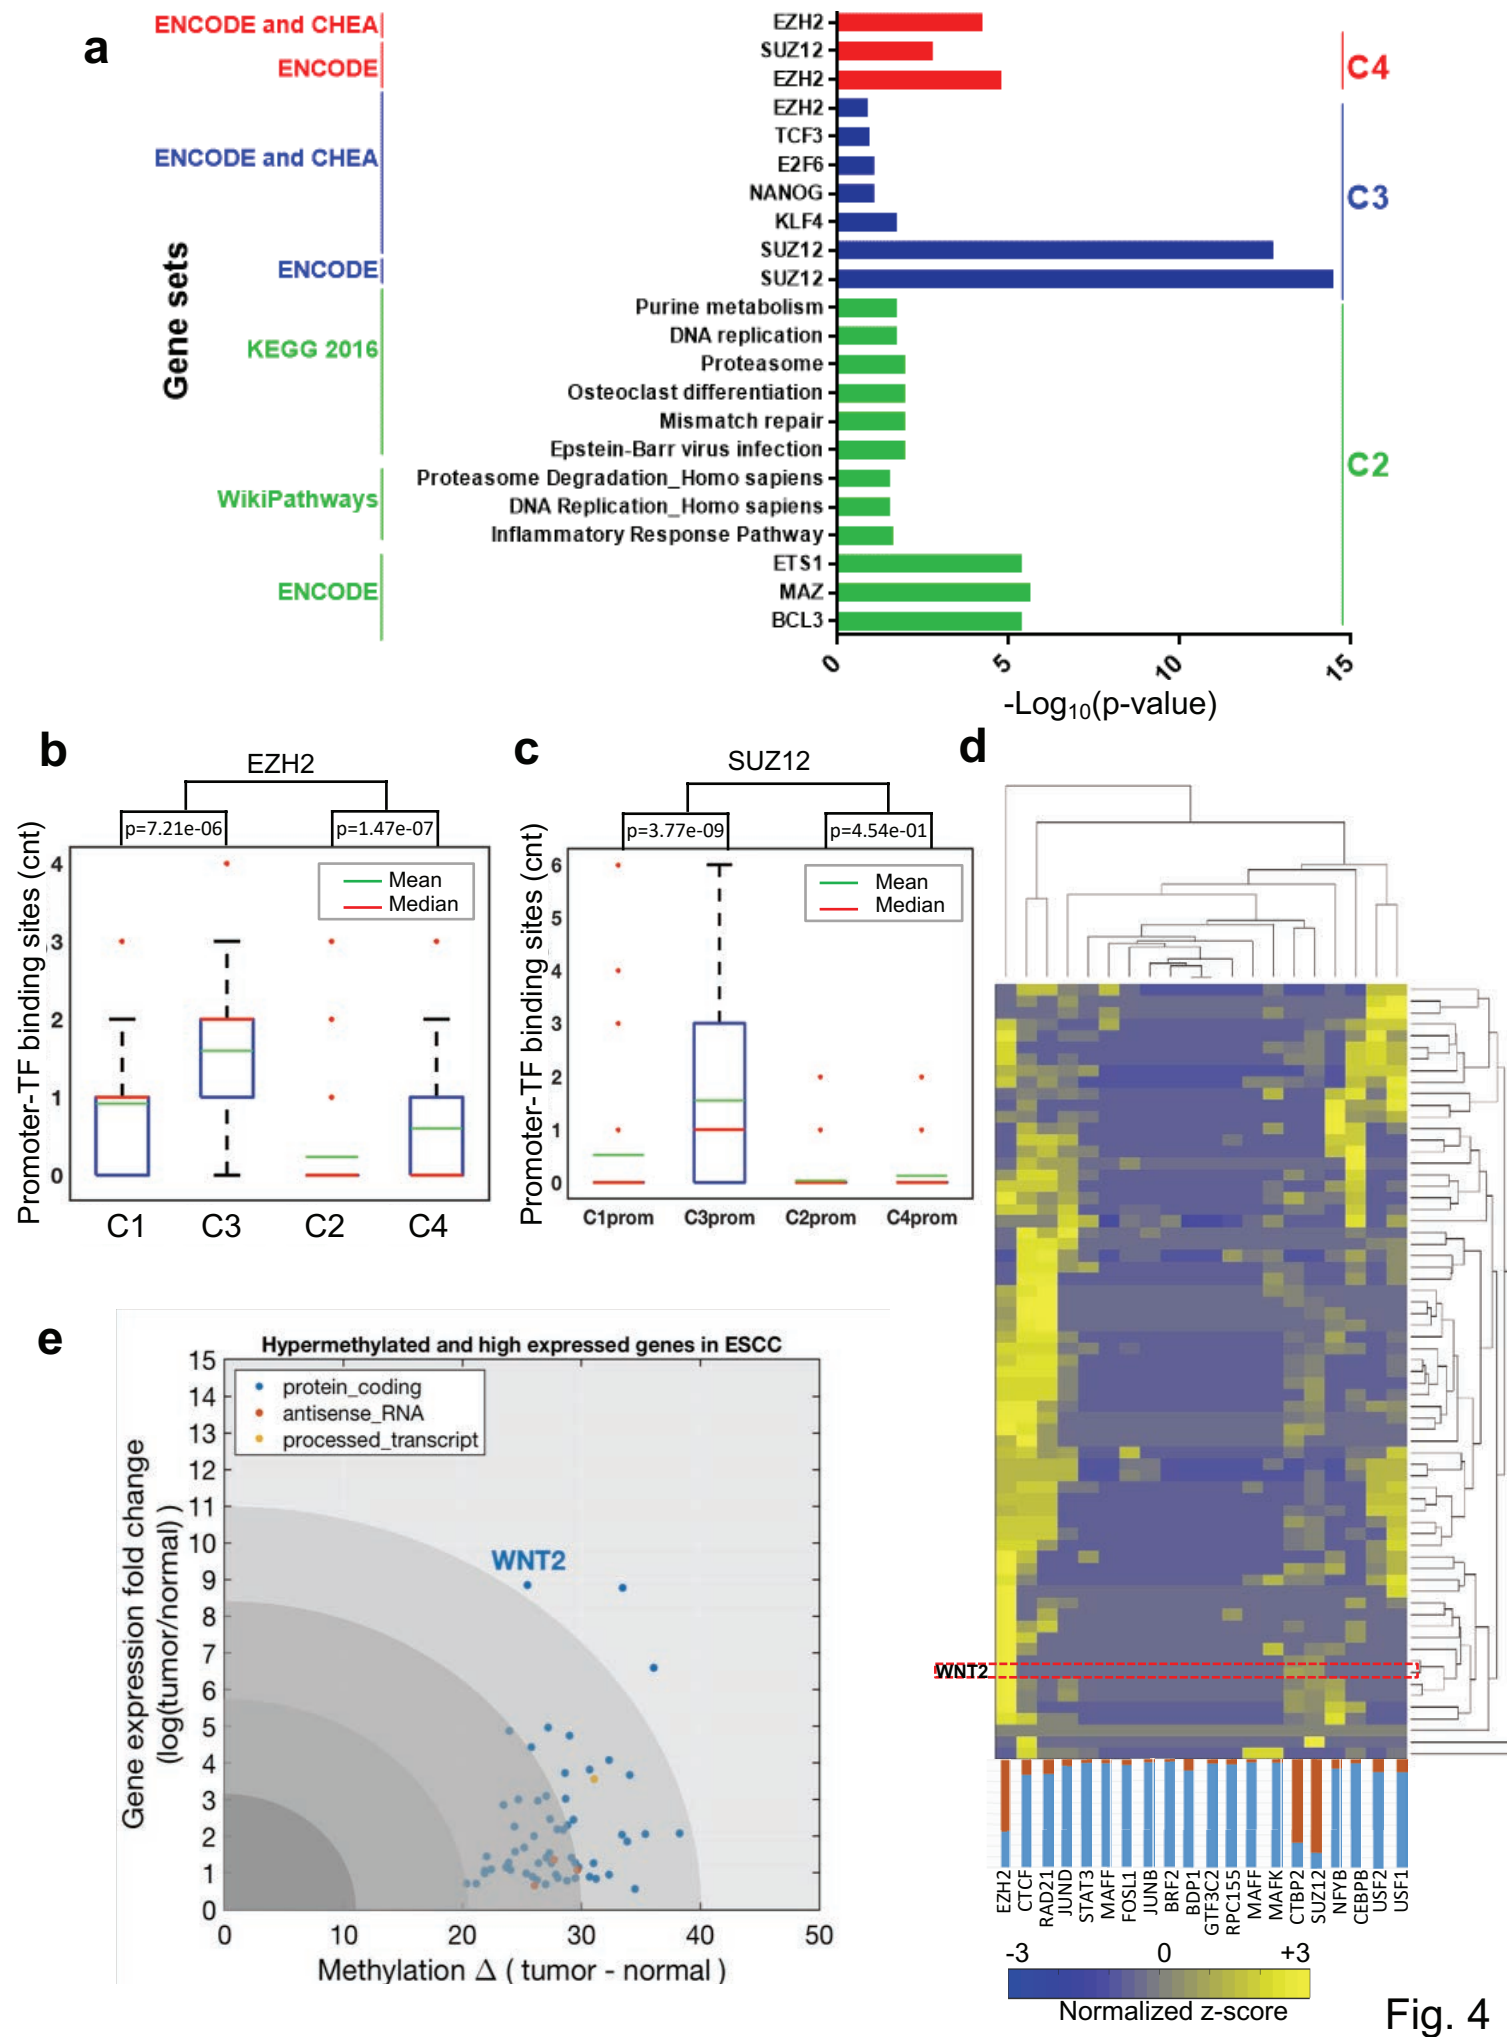 a
Gene sets
ENCODE and CHEA
ENCODE
ENCODE and CHEA
ENCODE
KEGG 2016
WikiPathways
ENCODE
EZH2
SUZ12
EZH2
EZH2
TCF3
E2F6
NANOG
KLF4
SUZ12
SUZ12
Purine metabolism
DNA replication
Proteasome
Osteoclast differentiation
Mismatch repair
Epstein-Barr virus infection
Proteasome Degradation_Homo sapiens
DNA Replication_Homo sapiens
Inflammatory Response Pathway
ETS1
MAZ
BCL3
C4
C3
C2
0 5 10 15
-Log10(p-value)
b
EZH2
p=7.21e-06 p=1.47e-07
Promoter-TF binding sites (cnt)
Mean
Median
4
3
2
1
0
C1 C3 C2 C4
c
SUZ12
p=3.77e-09 p=4.54e-01
Promoter-TF binding sites (cnt)
Mean
Median
6
5
4
3
2
1
0
C1prom C3prom C2prom C4prom
d
WNT2
EZH2
CTCF
RAD21
JUND
STAT3
MAFF
FOSL1
JUNB
BRF2
BDP1
GTF3C2
RPC155
MAFF
MAFK
CTBP2
SUZ12
NFYB
CEBPB
USF2
USF1
-3 0 +3
Normalized z-score
e
Hypermethylated and high expressed genes in ESCC
Gene expression fold change
(log(tumor/normal) )
protein_coding
antisense_RNA
processed_transcript
WNT2
15
14
13
12
11
10
9
8
7
6
5
4
3
2
1
0
0 10 20 30 40 50
Methylation Δ ( tumor - normal )
Fig. 4